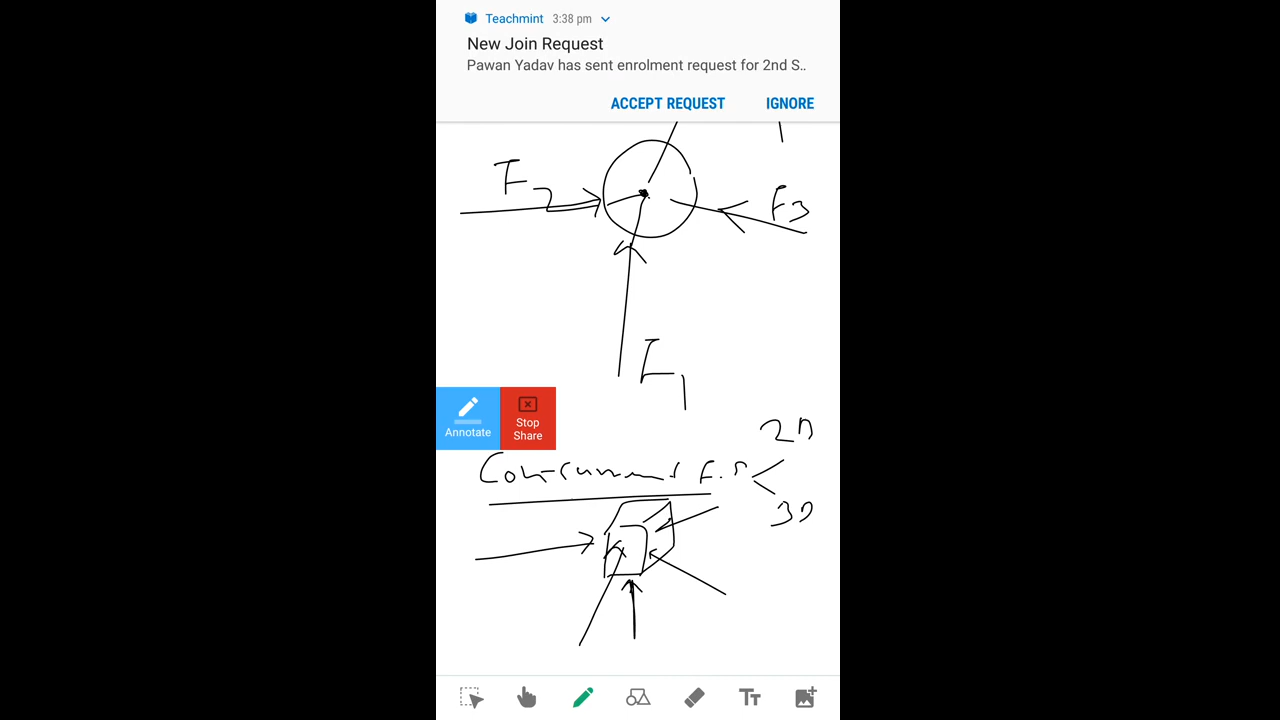 Teachmint 3:38 pm
New Join Request
Pawan Yadav has sent enrolment request for 2nd S..
ACCEPT REQUEST IGNORE
F2
F3
F1
Annotate
Stop
Share
2D
F.S
3D
TT